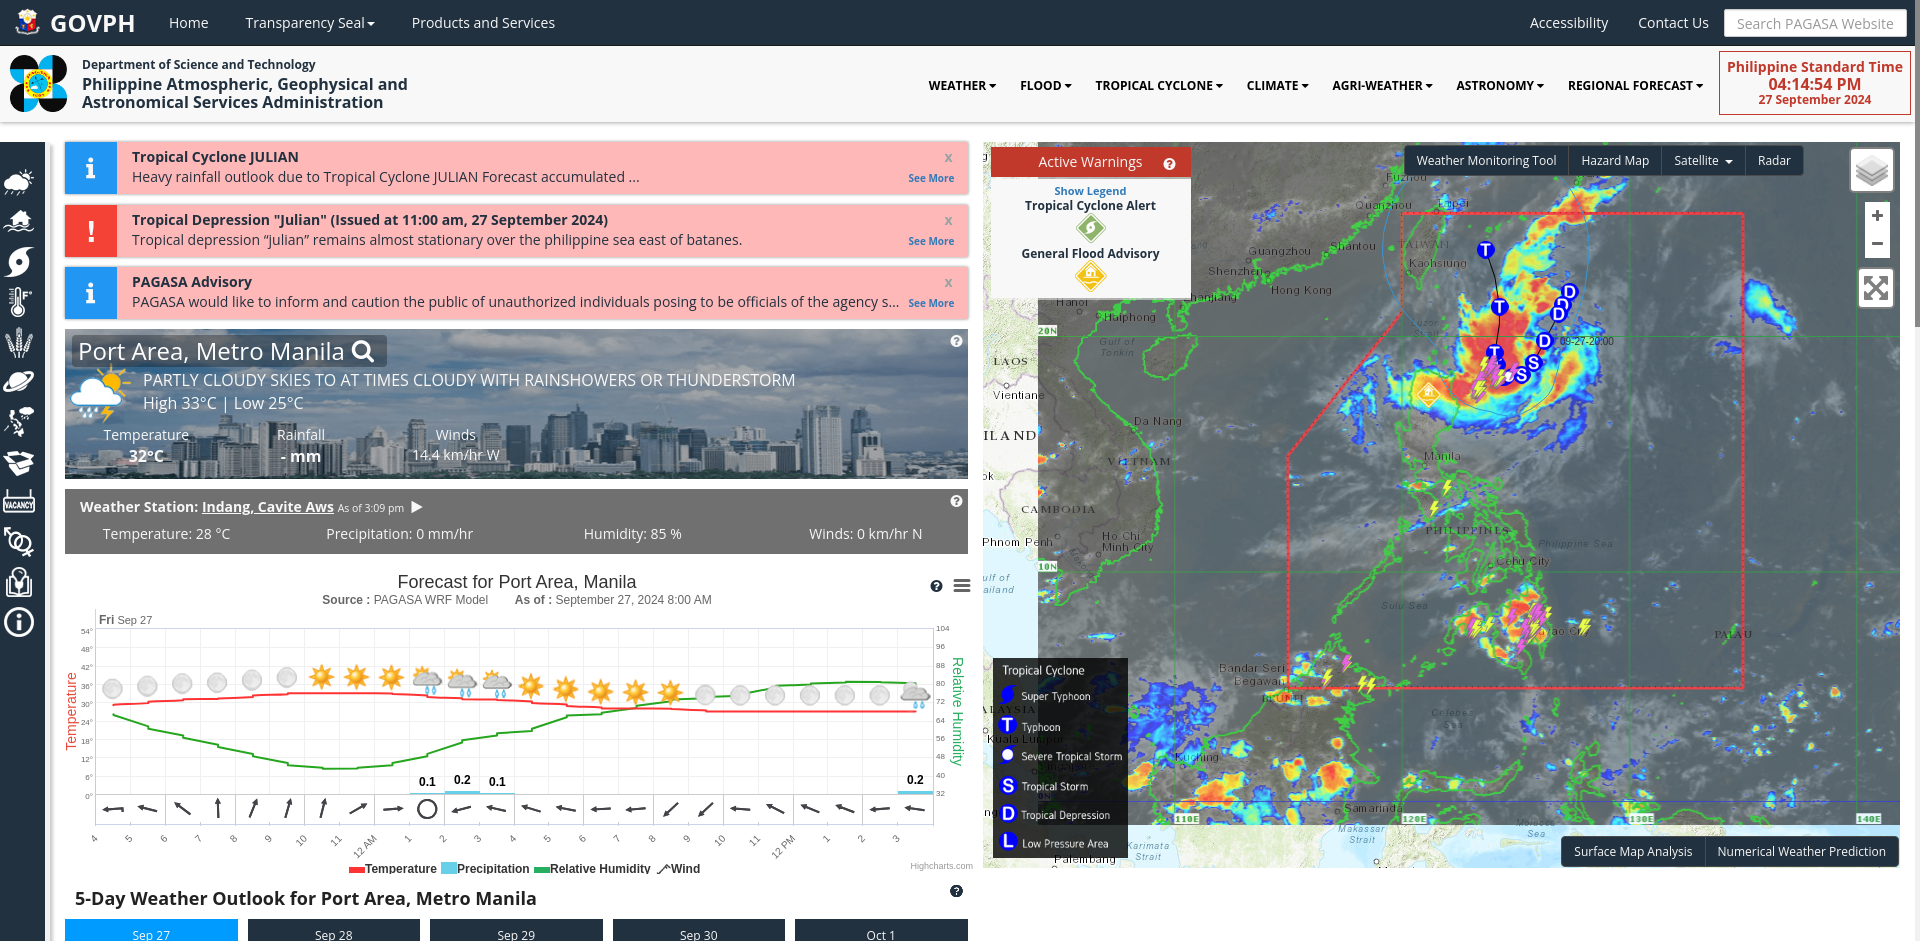 GOVPH
Home
Transparency Seal
Products and Services
Accessibility
Contact Us
Search PAGASA Website
Department of Science and Technology
Philippine Atmospheric, Geophysical and
Astronomical Services Administration
WEATHER
FLOOD
TROPICAL CYCLONE
CLIMATE
AGRI-WEATHER
ASTRONOMY
REGIONAL FORECAST
Philippine Standard Time
04:14:54 PM
27 September 2024
Tropical Cyclone JULIAN
x
Heavy rainfall outlook due to Tropical Cyclone JULIAN Forecast accumulated ...
See More
Tropical Depression "Julian" (Issued at 11:00 am, 27 September 2024)
x
Tropical depression “julian” remains almost stationary over the philippine sea east of batanes.
See More
PAGASA Advisory
x
PAGASA would like to inform and caution the public of unauthorized individuals posing to be officials of the agency s...
See More
VACANCY
Port Area, Metro Manila
PARTLY CLOUDY SKIES TO AT TIMES CLOUDY WITH RAINSHOWERS OR THUNDERSTORM
High 33°C | Low 25°C
Temperature
Rainfall
Winds
32°C
- mm
14.4 km/hr W
Weather Station: Indang, Cavite Aws As of 3:09 pm
Temperature: 28 °C
Precipitation: 0 mm/hr
Humidity: 85 %
Winds: 0 km/hr N
Forecast for Port Area, Manila
Source : PAGASA WRF Model As of : September 27, 2024 8:00 AM
Fri Sep 27
54°
48°
42°
36°
30°
24°
18°
12°
6°
0°
Temperature
104
96
88
80
72
64
56
48
40
32
Relative Humidity
0.1
0.2
0.1
0.2
4
5
6
7
8
9
10
11
12 AM
1
2
3
4
5
6
7
8
9
10
11
12 PM
1
2
3
Temperature
Precipitation
Relative Humidity
Wind
Highcharts.com
5-Day Weather Outlook for Port Area, Metro Manila
Sep 27
Sep 28
Sep 29
Sep 30
Oct 1
Active Warnings
Show Legend
Tropical Cyclone Alert
General Flood Advisory
Weather Monitoring Tool
Hazard Map
Satellite
Radar
+
−
Fuzhou
Quanzhou
Taipei
Guangzhou
Shantou
TAIWAN
Shenzhen
Kaohsiung
Hong Kong
Hanoi
Zhanjiang
Haiphong
20N
Luzon
Strait
Gulf of
Tonkin
09-27-20:00
LAOS
Vientiane
Da Nang
ILAND
Manila
VIETNAM
ok
CAMBODIA
PHILIPPINES
Phnom Penh
Ho Chi
Minh City
Philippine Sea
Cebu City
10N
ulf of
ailand
Sulu Sea
PALAU
Bandar Seri
Begawan
BRUNEI
ALAYSIA
Kuala Lumpur
Celebes
Kuching
Samarinda
110E
120E
130E
140E
Makassar
Strait
Molucca
Sea
Karimata
Strait
Palembang
T
T
T
D
D
D
D
S
S
Tropical Cyclone
Super Typhoon
T Typhoon
Severe Tropical Storm
S Tropical Storm
D Tropical Depression
L Low Pressure Area
Surface Map Analysis
Numerical Weather Prediction